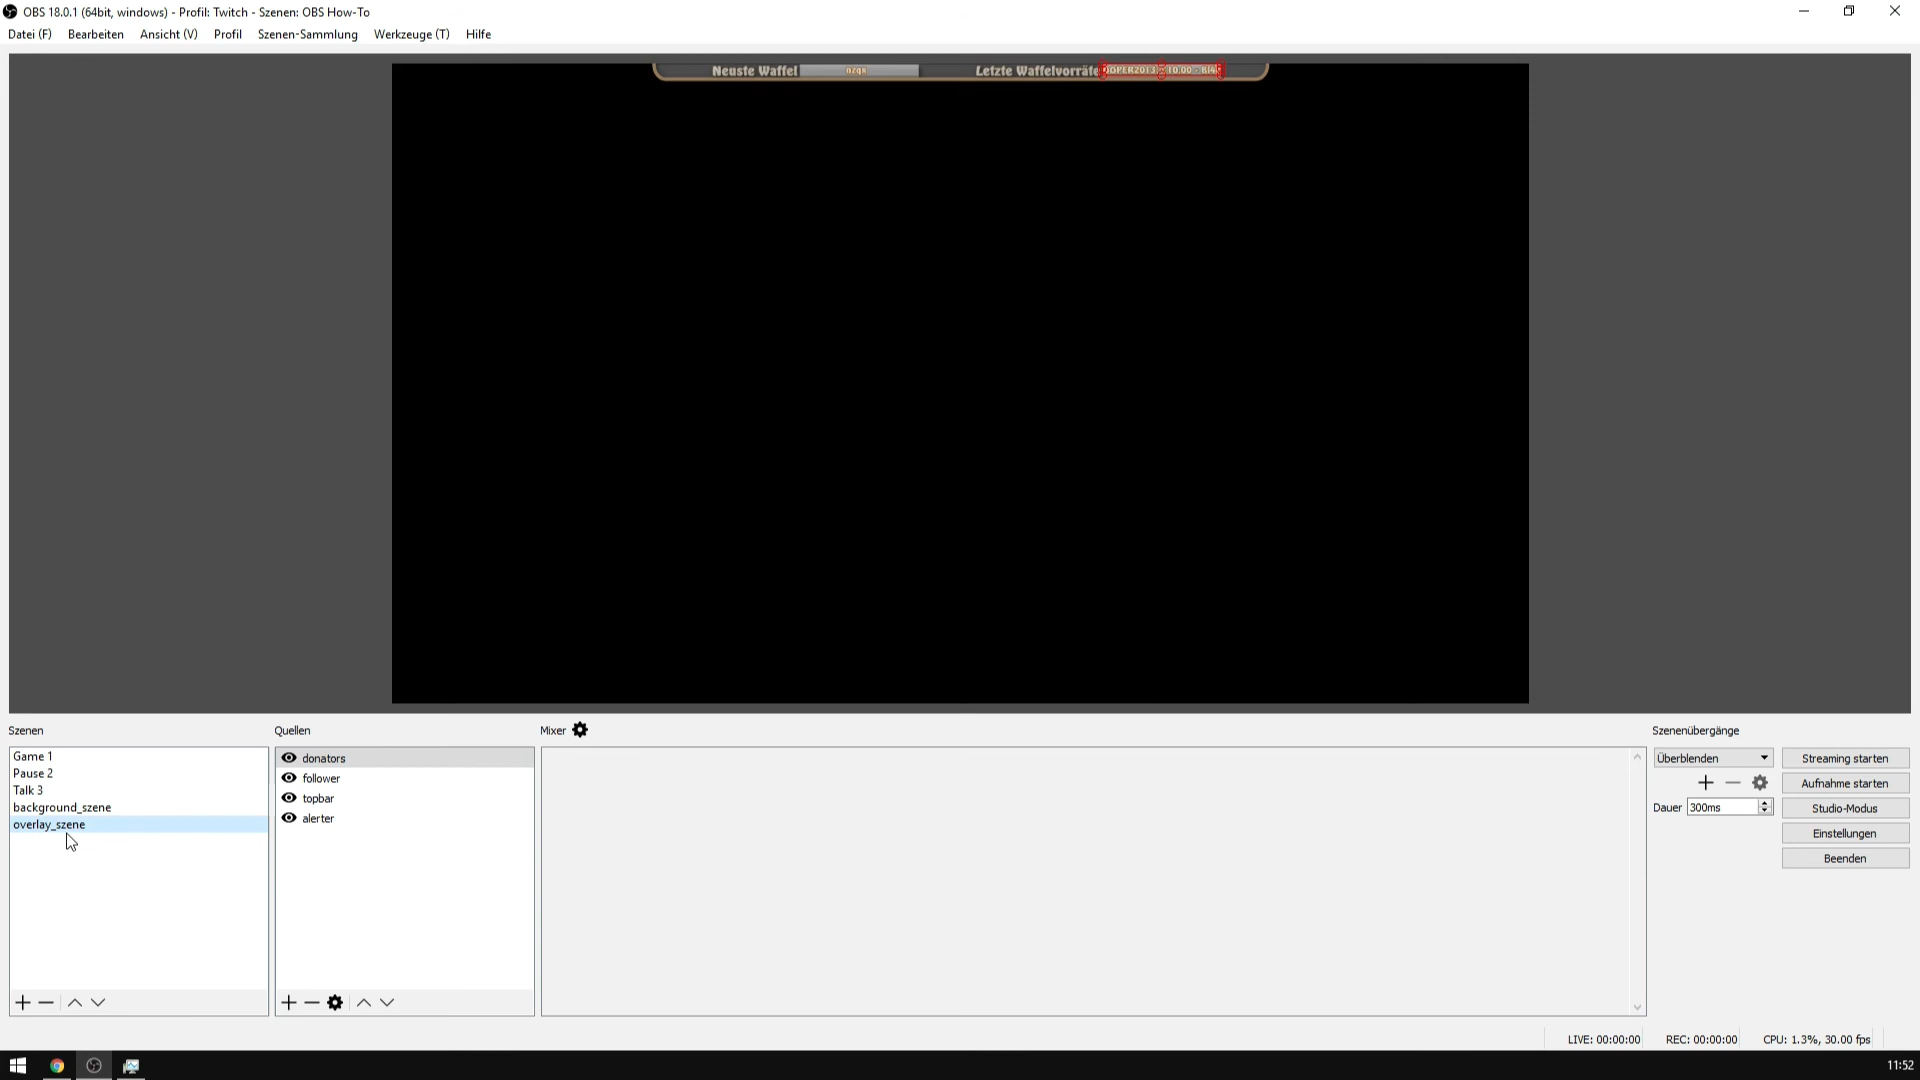 OBS 18.0.1 (64bit, windows) - Profil: Twitch - Szenen: OBS How-To
Datei (F) Bearbeiten Ansicht (V) Profil Szenen-Sammlung Werkzeuge (T) Hilfe
Neuste Waffel nzqx Letzte Waffelvorräte
Szenen
Game 1
Pause 2
Talk 3
background_szene
overlay_szene
Quellen
donators
follower
topbar
alerter
Mixer
Szenenübergänge
Überblenden
Dauer 300ms
Streaming starten
Aufnahme starten
Studio-Modus
Einstellungen
Beenden
LIVE: 00:00:00 REC: 00:00:00 CPU: 1.3%, 30.00 fps
11:52